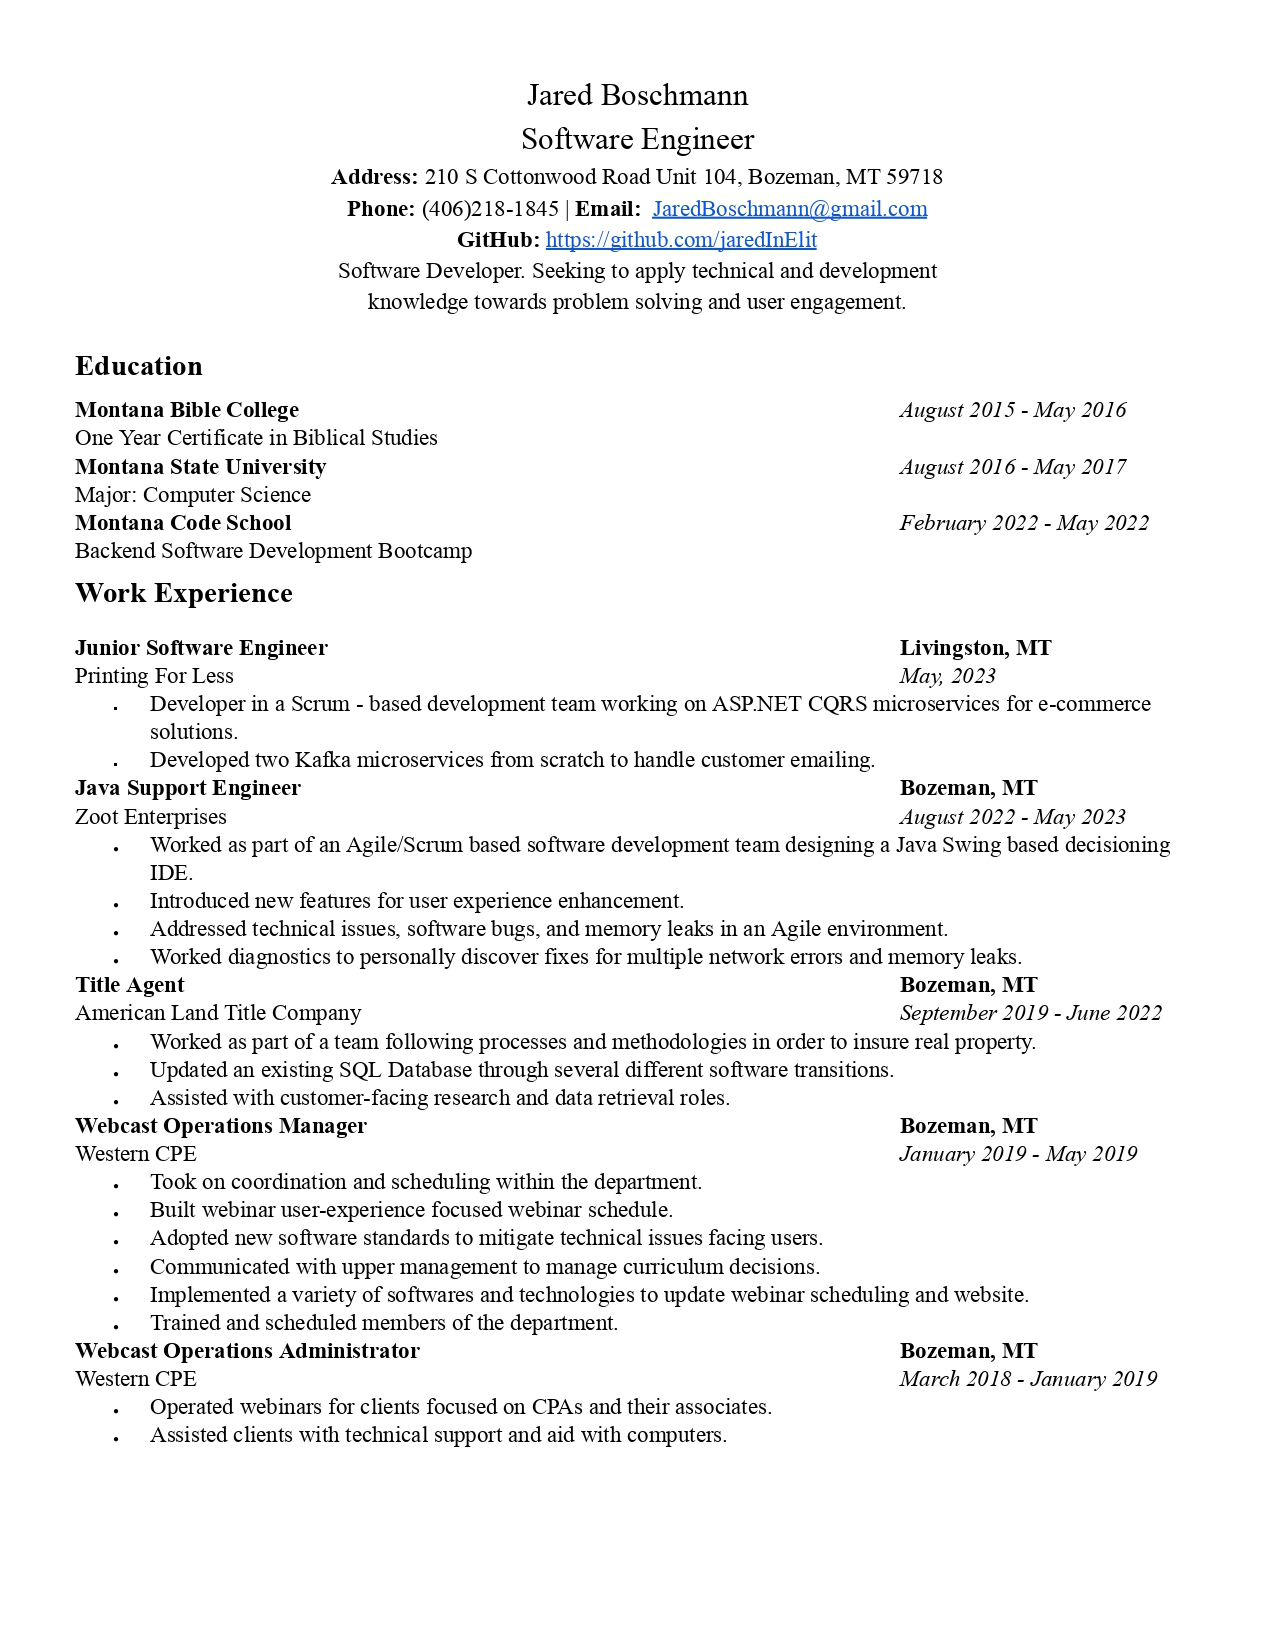 Jared Boschmann
Software Engineer
Address: 210 S Cottonwood Road Unit 104, Bozeman, MT 59718
Phone: (406)218-1845 | Email: JaredBoschmann@gmail.com
GitHub: https://github.com/jaredInElit
Software Developer. Seeking to apply technical and development
knowledge towards problem solving and user engagement.
Education
Montana Bible College August 2015 - May 2016
One Year Certificate in Biblical Studies
Montana State University August 2016 - May 2017
Major: Computer Science
Montana Code School February 2022 - May 2022
Backend Software Development Bootcamp
Work Experience
Junior Software Engineer Livingston, MT
Printing For Less May, 2023
• Developer in a Scrum - based development team working on ASP.NET CQRS microservices for e-commerce
solutions.
• Developed two Kafka microservices from scratch to handle customer emailing.
Java Support Engineer Bozeman, MT
Zoot Enterprises August 2022 - May 2023
• Worked as part of an Agile/Scrum based software development team designing a Java Swing based decisioning
IDE.
• Introduced new features for user experience enhancement.
• Addressed technical issues, software bugs, and memory leaks in an Agile environment.
• Worked diagnostics to personally discover fixes for multiple network errors and memory leaks.
Title Agent Bozeman, MT
American Land Title Company September 2019 - June 2022
• Worked as part of a team following processes and methodologies in order to insure real property.
• Updated an existing SQL Database through several different software transitions.
• Assisted with customer-facing research and data retrieval roles.
Webcast Operations Manager Bozeman, MT
Western CPE January 2019 - May 2019
• Took on coordination and scheduling within the department.
• Built webinar user-experience focused webinar schedule.
• Adopted new software standards to mitigate technical issues facing users.
• Communicated with upper management to manage curriculum decisions.
• Implemented a variety of softwares and technologies to update webinar scheduling and website.
• Trained and scheduled members of the department.
Webcast Operations Administrator Bozeman, MT
Western CPE March 2018 - January 2019
• Operated webinars for clients focused on CPAs and their associates.
• Assisted clients with technical support and aid with computers.